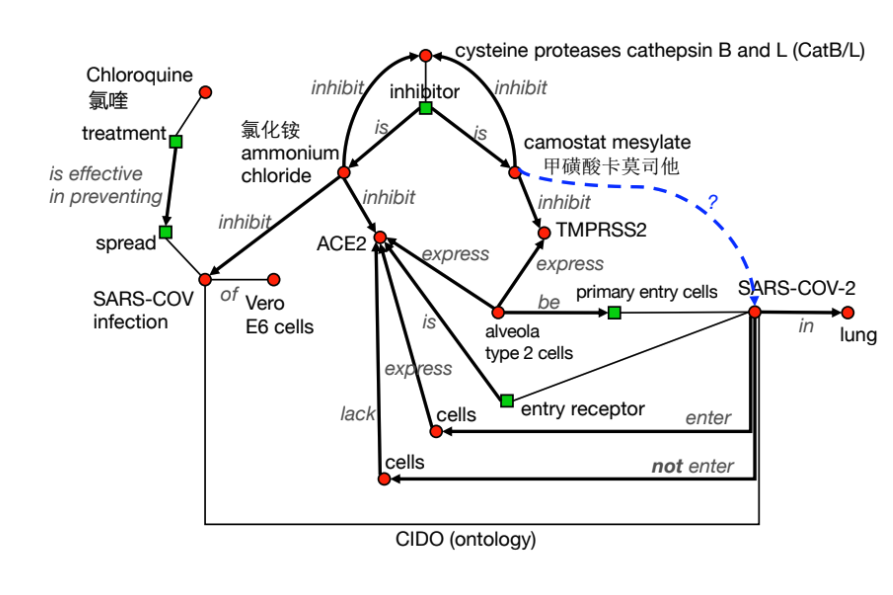 cysteine proteases cathepsin B and L (CatB/L)
Chloroquine
氯喹
inhibit
inhibitor
inhibit
treatment
氯化铵
ammonium
chloride
is
is
camostat mesylate
甲磺酸卡莫司他
is effective
in preventing
inhibit
inhibit
inhibit
?
spread
ACE2
TMPRSS2
express
express
SARS-COV
infection
of
Vero
E6 cells
be
primary entry cells
SARS-COV-2
is
alveola
type 2 cells
in
lung
express
lack
cells
entry receptor
enter
cells
not enter
CIDO (ontology)